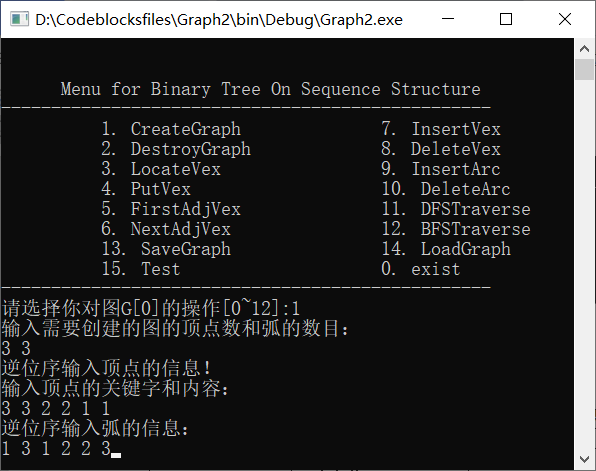 D:\Codeblocksfiles\Graph2\bin\Debug\Graph2.exe
Menu for Binary Tree On Sequence Structure
-------------------------------------------------
1. CreateGraph 7. InsertVex
2. DestroyGraph 8. DeleteVex
3. LocateVex 9. InsertArc
4. PutVex 10. DeleteArc
5. FirstAdjVex 11. DFSTraverse
6. NextAdjVex 12. BFSTraverse
13. SaveGraph 14. LoadGraph
15. Test 0. exist
-------------------------------------------------
请选择你对图G[0]的操作[0~12]:1
输入需要创建的图的顶点数和弧的数目:
3 3
逆位序输入顶点的信息!
输入顶点的关键字和内容:
3 3 2 2 1 1
逆位序输入弧的信息:
1 3 1 2 2 3